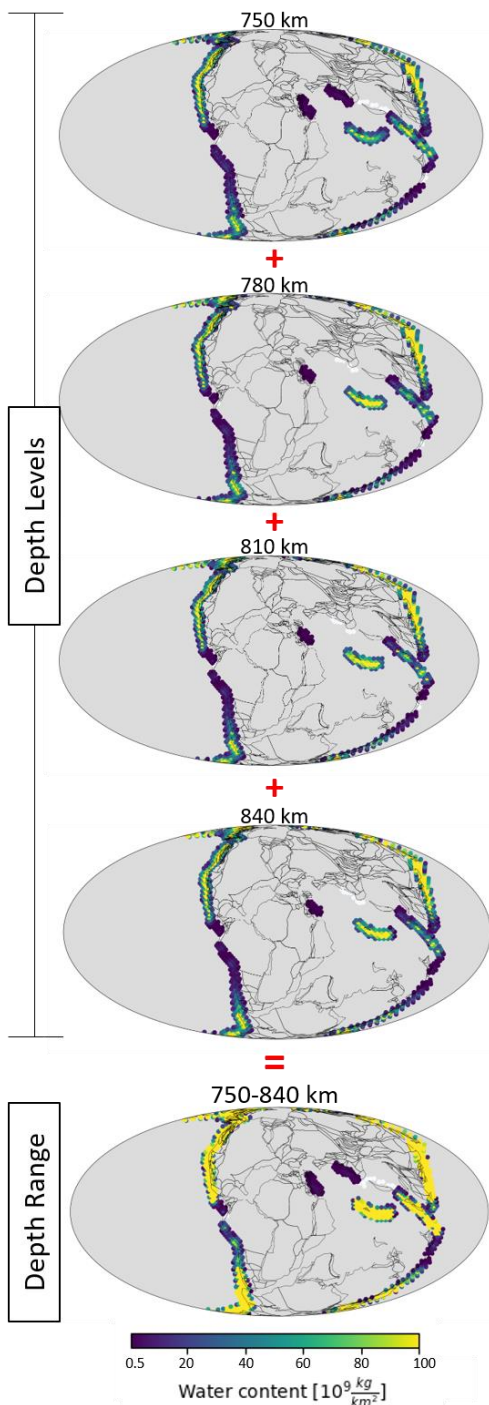 750 km
+
780 km
+
810 km
+
840 km
=
750-840 km
Depth Levels
Depth Range
0.5 20 40 60 80 100
Water content [10⁹ kg/km²]